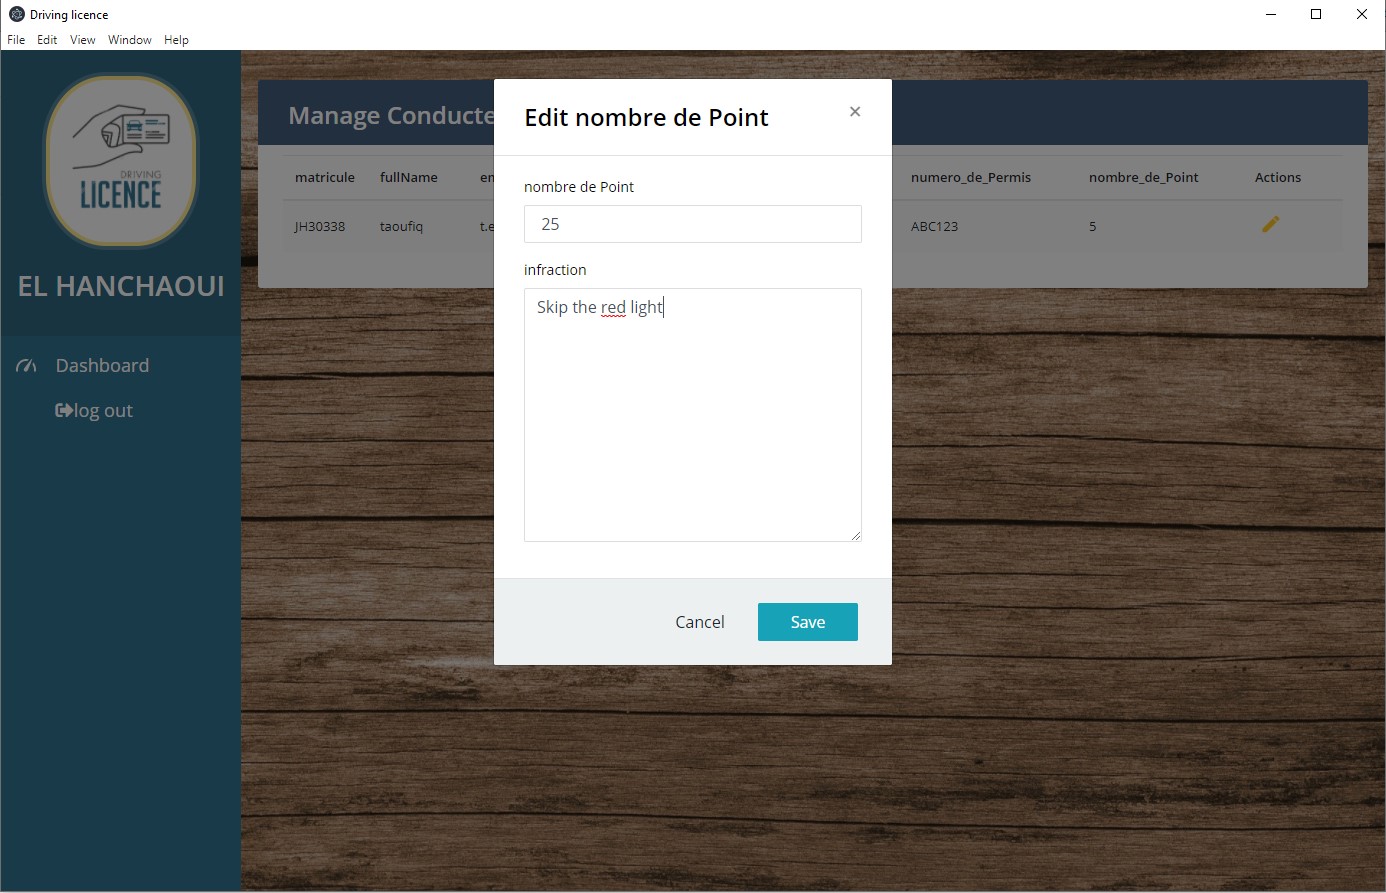 Driving licence
File Edit View Window Help
DRIVING
LICENCE
EL HANCHAOUI
Dashboard
log out
Manage Conducte
matricule fullName en numero_de_Permis nombre_de_Point Actions
JH30338 taoufiq t.e ABC123 5
Edit nombre de Point
×
nombre de Point
25
infraction
Skip the red light
Cancel Save